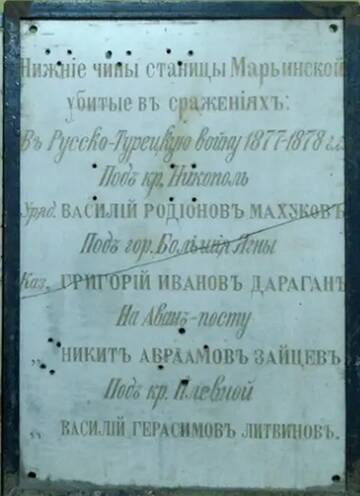 Нижніе чины станицы Марьинской
убитые въ сраженіяхъ:
Въ Русско-Турецкую войну 1877-1878 г.г.
Подъ кр. Никополь
Уряд. ВАСИЛІЙ РОДІОНОВЪ МАХУКОВЪ
Подъ гор. Большія Ягны
Каз. ГРИГОРІЙ ИВАНОВЪ ДАРАГАНЪ
На Аванъ-посту
„ НИКИТЪ АВРААМОВЪ ЗАЙЦЕВЪ
Подъ кр. Плевной
„ ВАСИЛІЙ ГЕРАСИМОВЪ ЛИТВИНОВЪ.